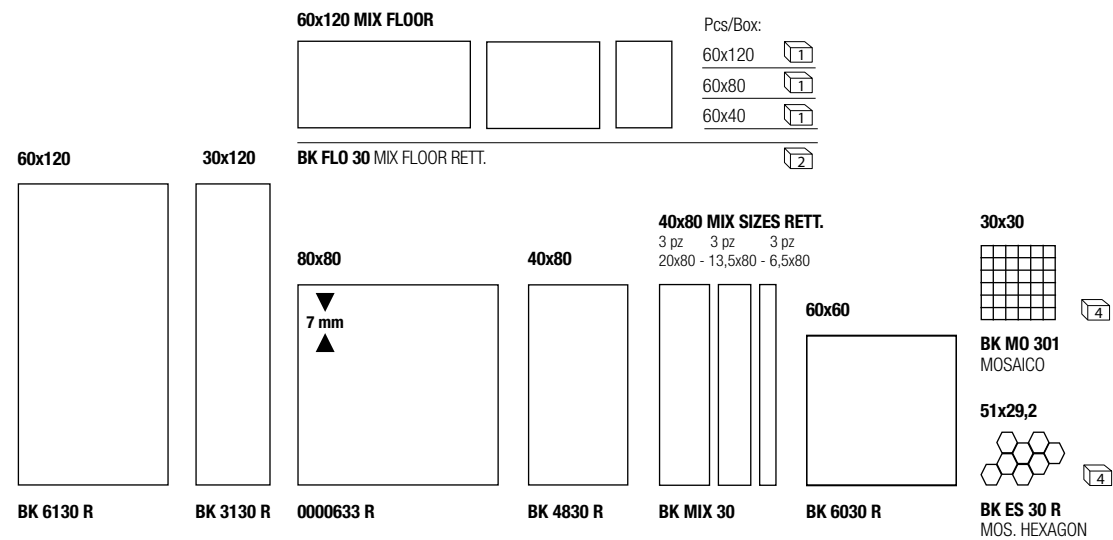 60x120 MIX FLOOR
Pcs/Box:
60x120 1
60x80 1
60x40 1
BK FLO 30 MIX FLOOR RETT. 2
60x120
BK 6130 R
30x120
BK 3130 R
80x80
7 mm
0000633 R
40x80
BK 4830 R
40x80 MIX SIZES RETT.
3 pz 3 pz 3 pz
20x80 - 13,5x80 - 6,5x80
BK MIX 30
60x60
BK 6030 R
30x30
4
BK MO 301
MOSAICO
51x29,2
4
BK ES 30 R
MOS. HEXAGON